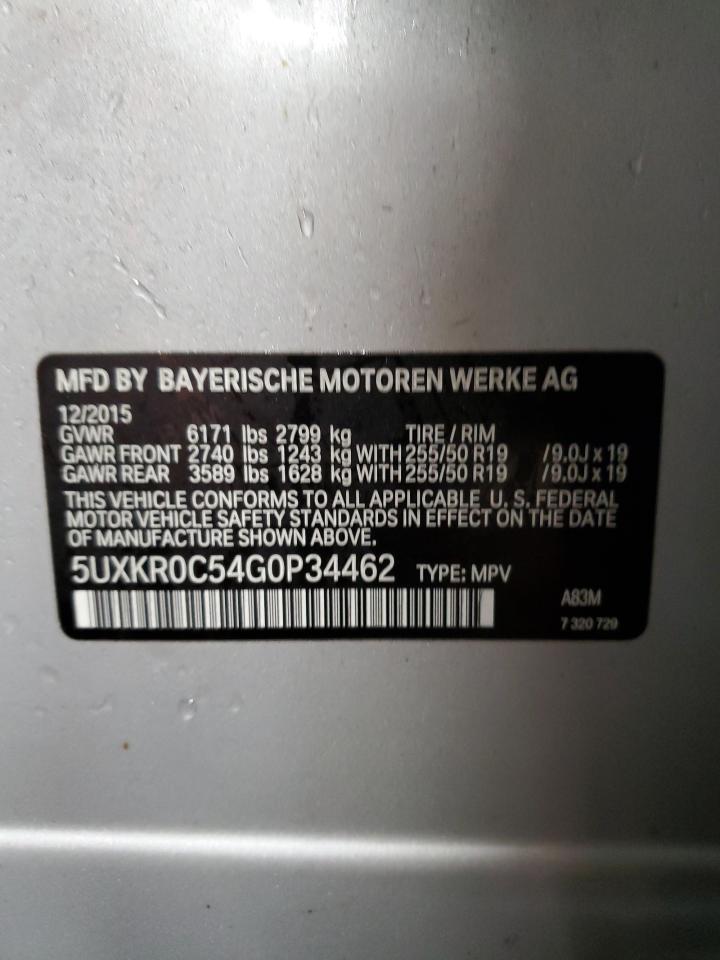 MFD BY BAYERISCHE MOTOREN WERKE AG
12/2015
GVWR 6171 lbs 2799 kg TIRE / RIM
GAWR FRONT 2740 lbs 1243 kg WITH 255/50 R19 /9.0J x 19
GAWR REAR 3589 lbs 1628 kg WITH 255/50 R19 /9.0J x 19
THIS VEHICLE CONFORMS TO ALL APPLICABLE U. S. FEDERAL
MOTOR VEHICLE SAFETY STANDARDS IN EFFECT ON THE DATE
OF MANUFACTURE SHOWN ABOVE.
5UXKR0C54G0P34462 TYPE: MPV
A83M
7 320 729